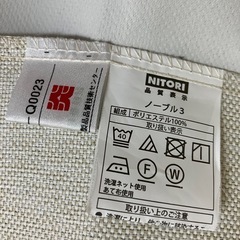 Q0023
製品品質技術センター
NITORI
品質表示
ノーブル3
組成 ポリエステル100%
取り扱い表示
40
F W
洗濯ネット使用
あて布使用
取り扱い上のご注意